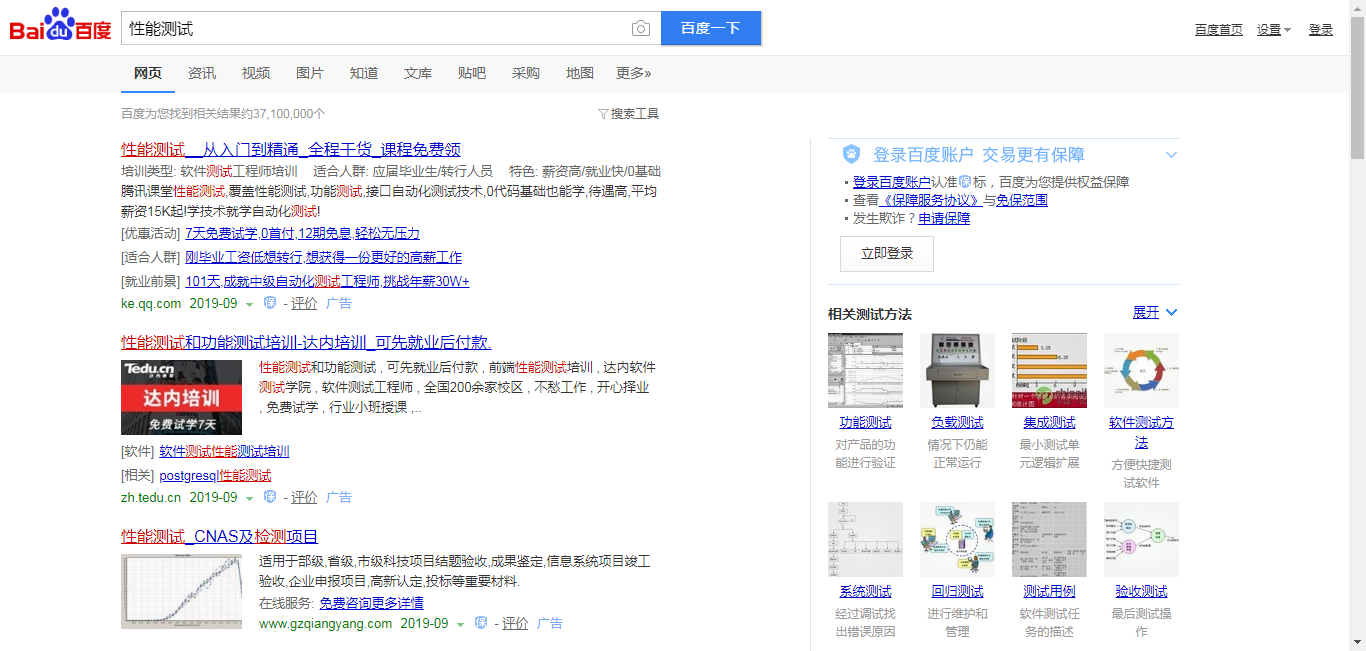 Bai du 百度
性能测试
百度一下
百度首页 设置 登录
网页 资讯 视频 图片 知道 文库 贴吧 采购 地图 更多»
百度为您找到相关结果约37,100,000个
搜索工具
性能测试__从入门到精通_全程干货_课程免费领
培训类型: 软件测试工程师培训 适合人群: 应届毕业生/转行人员 特色: 薪资高/就业快/0基础
腾讯课堂性能测试,覆盖性能测试,功能测试,接口自动化测试技术,0代码基础也能学,待遇高,平均
薪资15K起!学技术就学自动化测试!
[优惠活动] 7天免费试学,0首付,12期免息,轻松无压力
[适合人群] 刚毕业工资低想转行,想获得一份更好的高薪工作
[就业前景] 101天,成就中级自动化测试工程师,挑战年薪30W+
ke.qq.com 2019-09 保 - 评价 广告
性能测试和功能测试培训-达内培训_可先就业后付款.
Tedu.cn
达内教育
达内培训
免费试学7天
性能测试和功能测试 , 可先就业后付款 , 前端性能测试培训 , 达内软件
测试学院 , 软件测试工程师 , 全国200余家校区 , 不愁工作 , 开心择业
, 免费试学 , 行业小班授课 ,..
[软件] 软件测试性能测试培训
[相关] postgresql性能测试
zh.tedu.cn 2019-09 保 - 评价 广告
性能测试_CNAS及检测项目
适用于部级,省级,市级科技项目结题验收,成果鉴定,信息系统项目竣工
验收,企业申报项目,高新认定,投标等重要材料.
在线服务: 免费咨询更多详情
www.gzqiangyang.com 2019-09 保 - 评价 广告
登录百度账户 交易更有保障
登录百度账户认准保标，百度为您提供权益保障
查看《保障服务协议》与免保范围
发生欺诈？申请保障
立即登录
相关测试方法 展开
功能测试 负载测试 集成测试 软件测试方
法
对产品的功 情况下仍能 最小测试单 方便快捷测
能进行验证 正常运行 元逻辑扩展 试软件
系统测试 回归测试 测试用例 验收测试
经过调试找 进行维护和 软件测试任 最后测试操
出错误原因 管理 务的描述 作